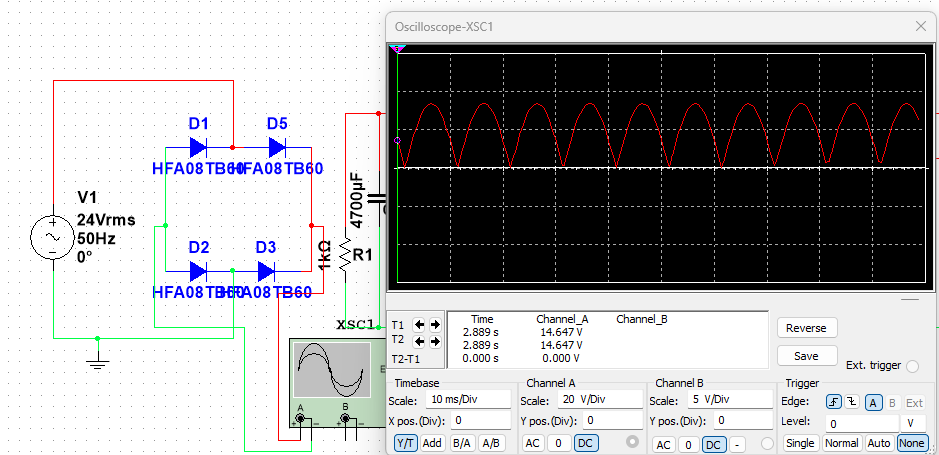 Oscilloscope-XSC1
D1
D5
HFA08TB60
HFA08TB60
V1
24Vrms
50Hz
0°
4700µF
D2
D3
1kΩ
R1
HFA08TB60
HFA08TB60
XSC1
A
B
Time
Channel_A
Channel_B
T1
2.889 s
14.647 V
T2
2.889 s
14.647 V
T2-T1
0.000 s
0.000 V
Reverse
Save
Ext. trigger
Timebase
Scale: 10 ms/Div
X pos.(Div): 0
Y/T Add B/A A/B
Channel A
Scale: 20 V/Div
Y pos.(Div): 0
AC 0 DC
Channel B
Scale: 5 V/Div
Y pos.(Div): 0
AC 0 DC -
Trigger
Edge: A B Ext
Level: 0 V
Single Normal Auto None